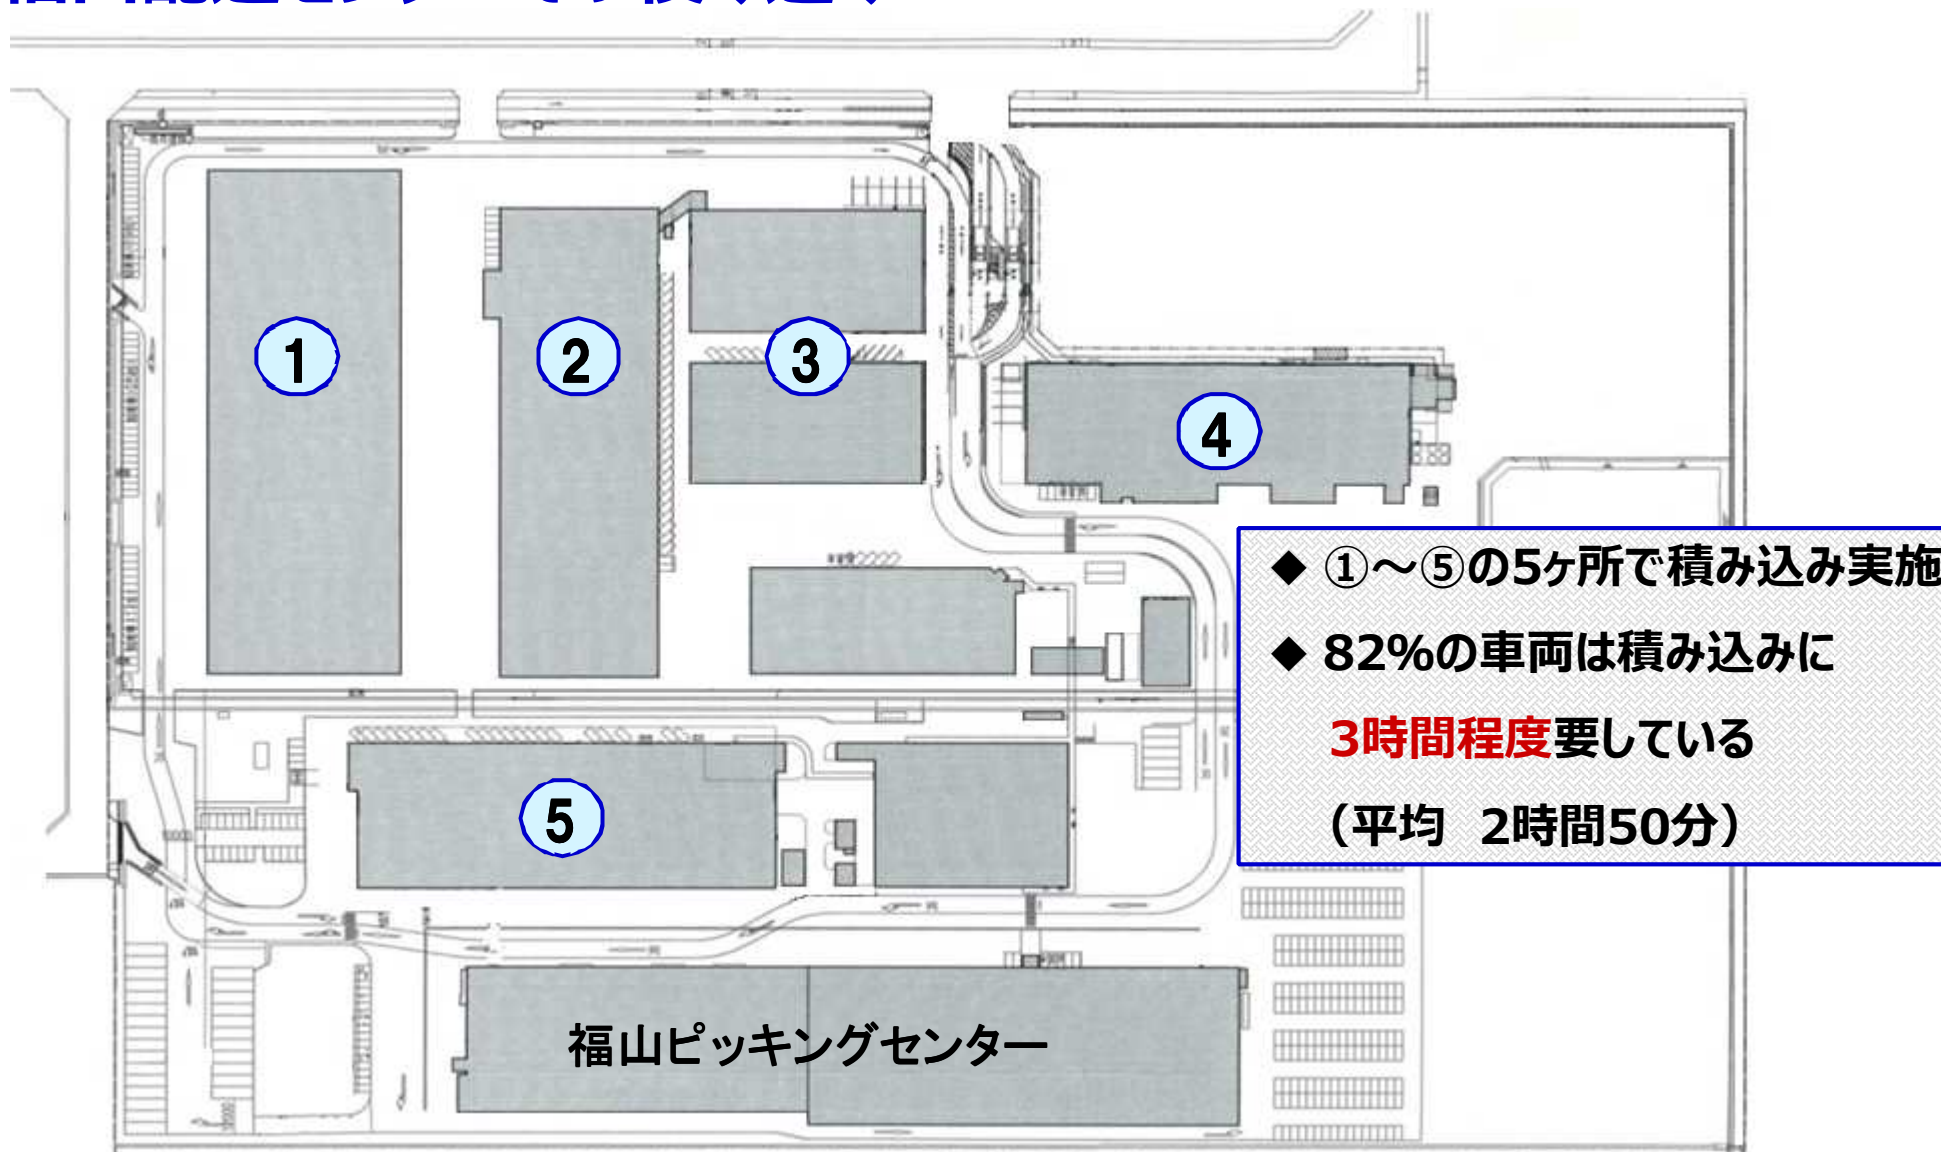 1
2
3
4
◆ ①～⑤の5ヶ所で積み込み実施
◆ 82%の車両は積み込みに
3時間程度要している
（平均 2時間50分）
5
福山ピッキングセンター